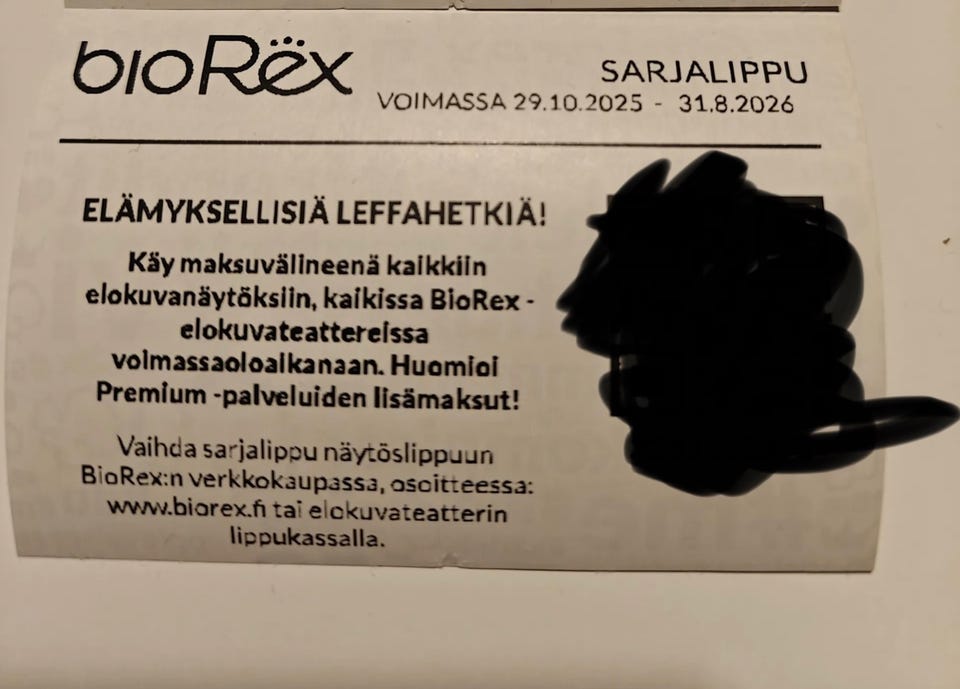 bioRëx
SARJALIPPU
VOIMASSA 29.10.2025 - 31.8.2026
ELÄMYKSELLISIÄ LEFFAHETKIÄ!
Käy maksuvälineenä kaikkiin
elokuvanäytöksiin, kaikissa BioRex -
elokuvateattereissa
voimassaoloaikanaan. Huomioi
Premium -palveluiden lisämaksut!
Vaihda sarjalippu näytöslippuun
BioRex:n verkkokaupassa, osoitteessa:
www.biorex.fi tai elokuvateatterin
lippukassalla.